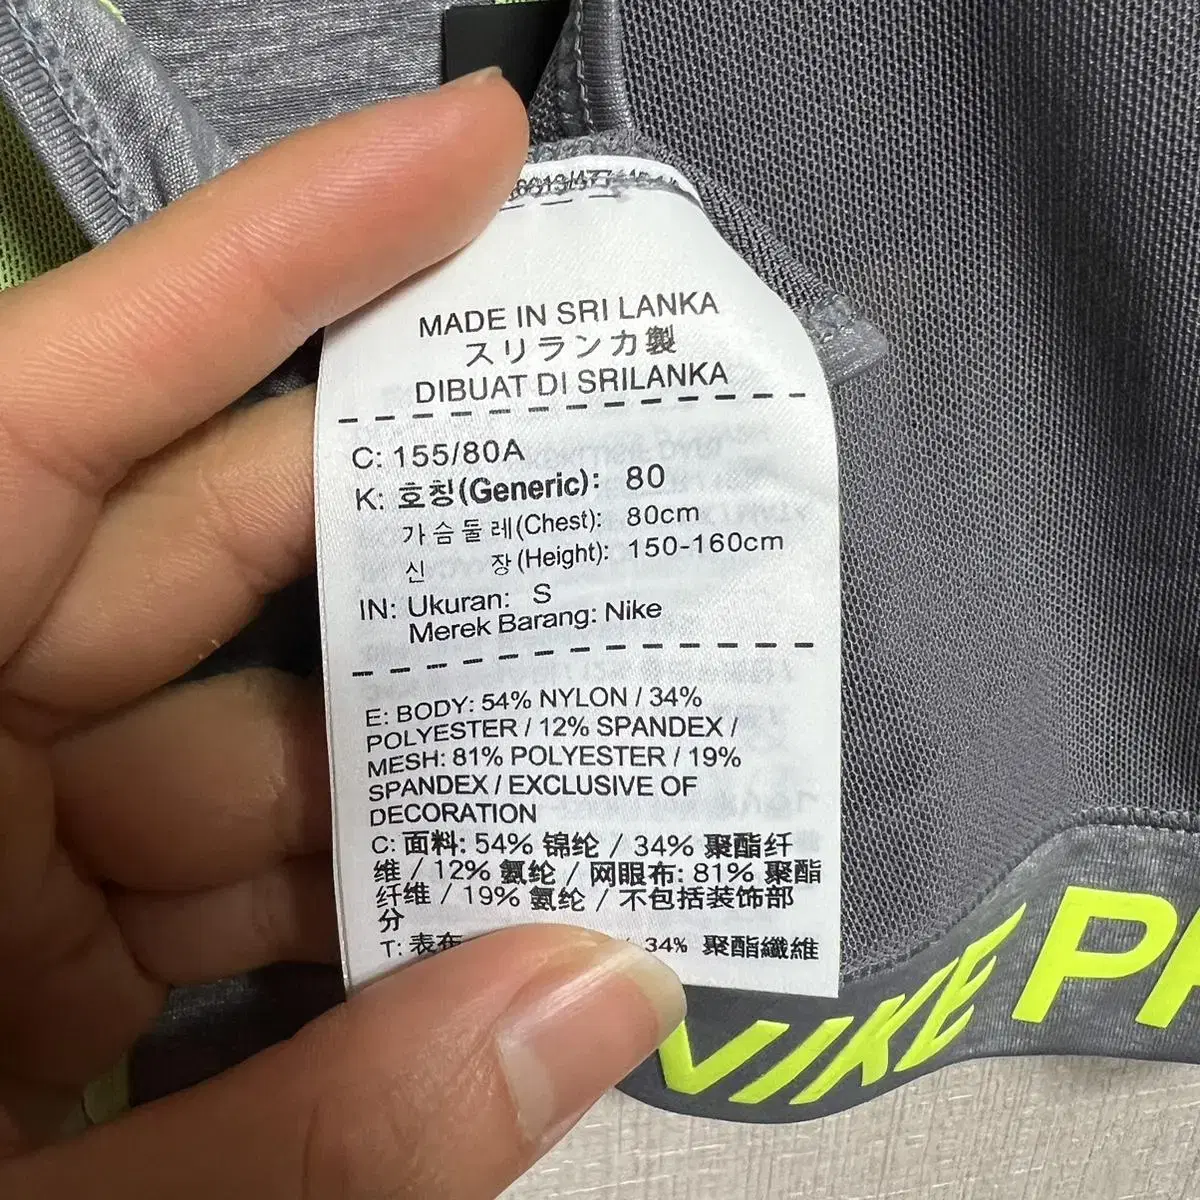 MADE IN SRI LANKA
スリランカ製
DIBUAT DI SRILANKA
C: 155/80A
K: 호칭(Generic): 80
가슴둘레(Chest): 80cm
신 장(Height): 150-160cm
IN: Ukuran: S
Merek Barang: Nike
E: BODY: 54% NYLON / 34%
POLYESTER / 12% SPANDEX /
MESH: 81% POLYESTER / 19%
SPANDEX / EXCLUSIVE OF
DECORATION
C: 面料: 54% 锦纶 / 34% 聚酯纤
维 / 12% 氨纶 / 网眼布: 81% 聚酯
纤维 / 19% 氨纶 / 不包括装饰部
分
T: 表布 34% 聚酯纖維
NIKE PR